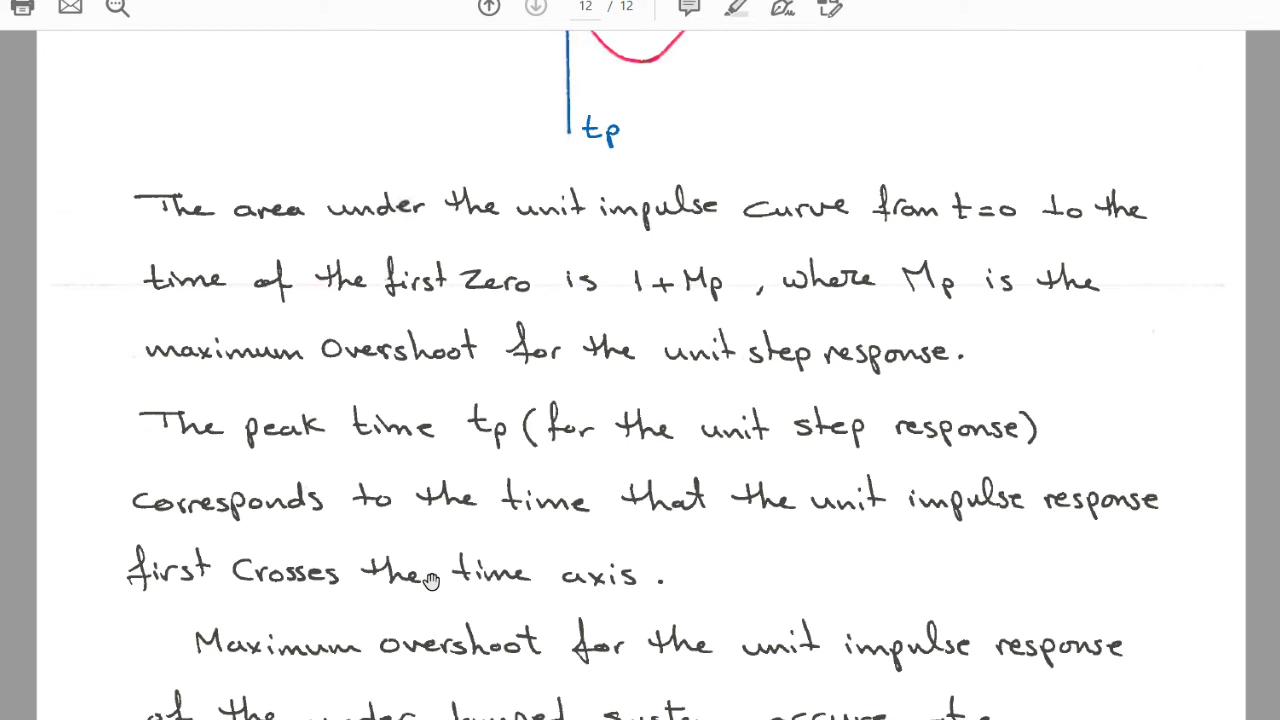 12 / 12
tp
The area under the unit impulse curve from t=0 to the
time of the first zero is 1+Mp , where Mp is the
maximum overshoot for the unit step response.
The peak time tp (for the unit step response)
corresponds to the time that the unit impulse response
first crosses the time axis.
Maximum overshoot for the unit impulse response
of the